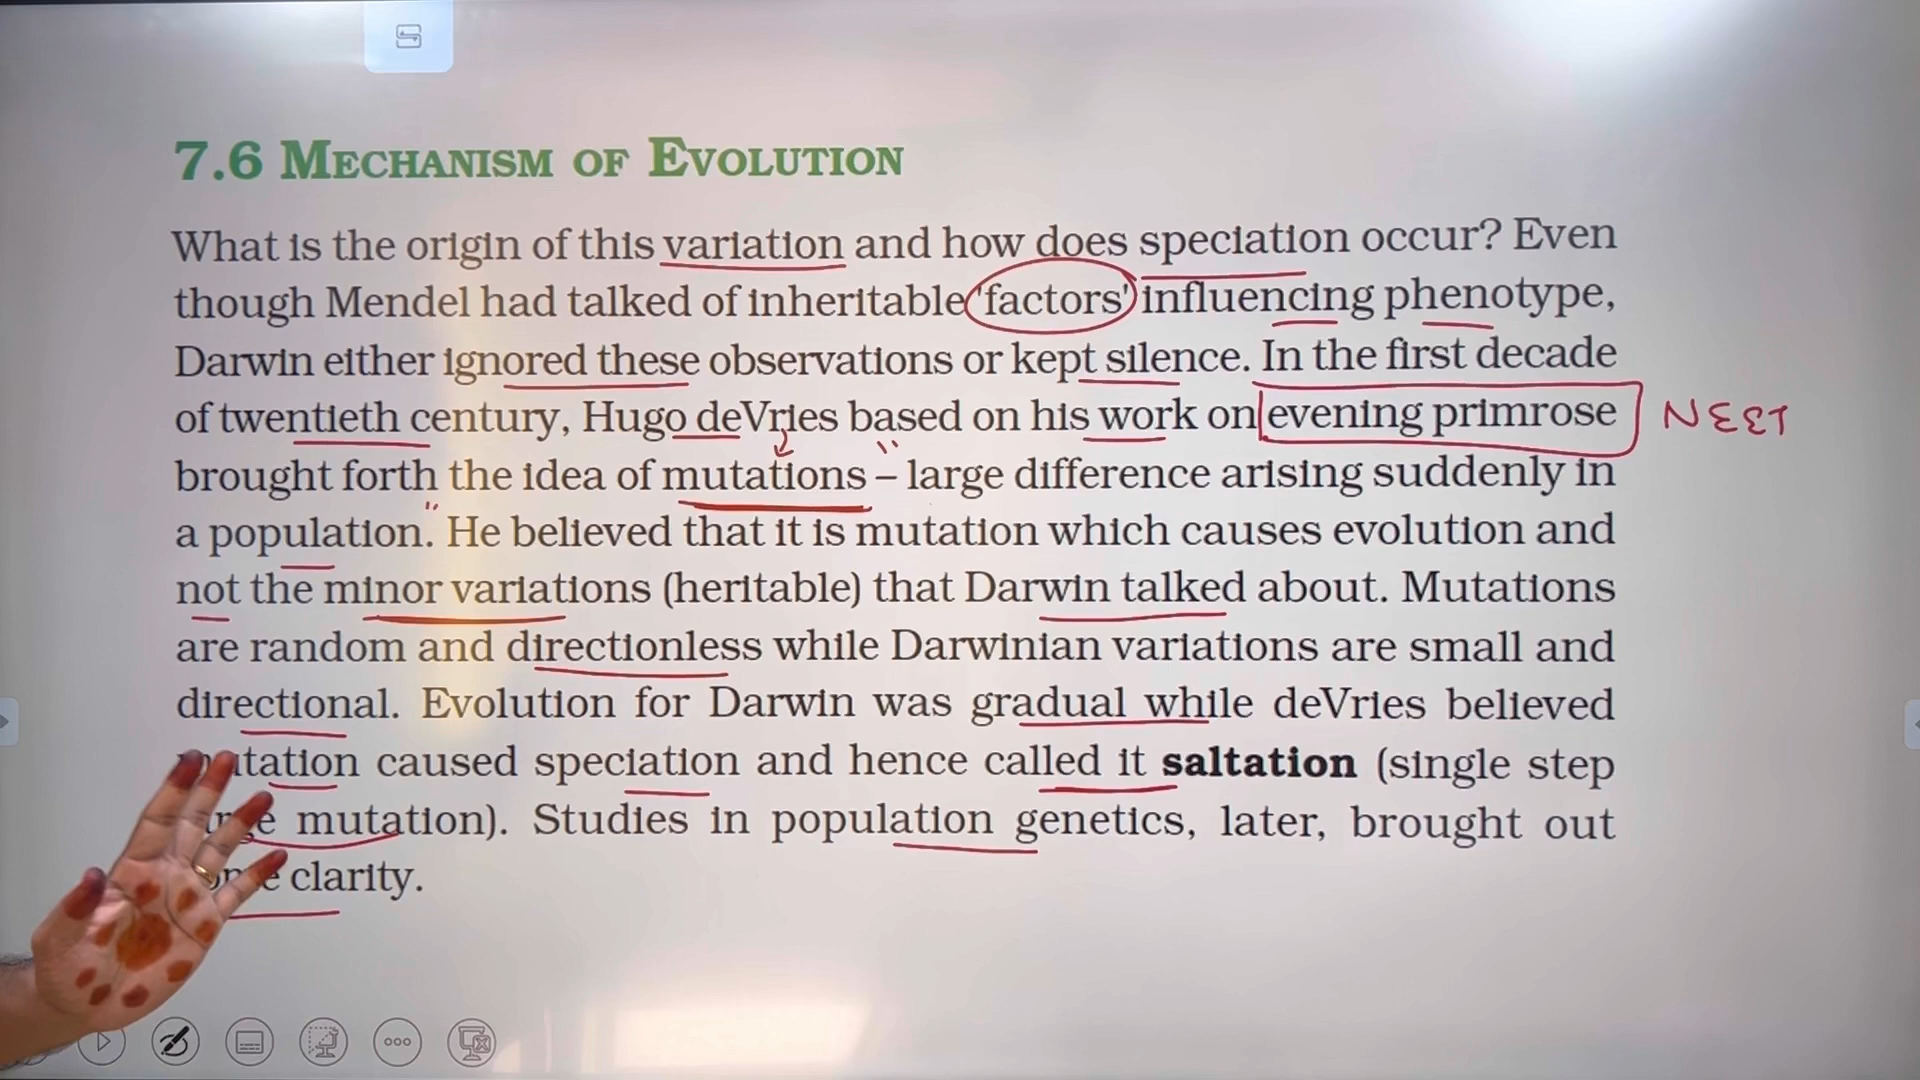 7.6 MECHANISM OF EVOLUTION
What is the origin of this variation and how does speciation occur? Even
though Mendel had talked of inheritable 'factors' influencing phenotype,
Darwin either ignored these observations or kept silence. In the first decade
of twentieth century, Hugo deVries based on his work on evening primrose NEET
brought forth the idea of mutations – large difference arising suddenly in
a population. He believed that it is mutation which causes evolution and
not the minor variations (heritable) that Darwin talked about. Mutations
are random and directionless while Darwinian variations are small and
directional. Evolution for Darwin was gradual while deVries believed
mutation caused speciation and hence called it saltation (single step
mutation). Studies in population genetics, later, brought out
clarity.